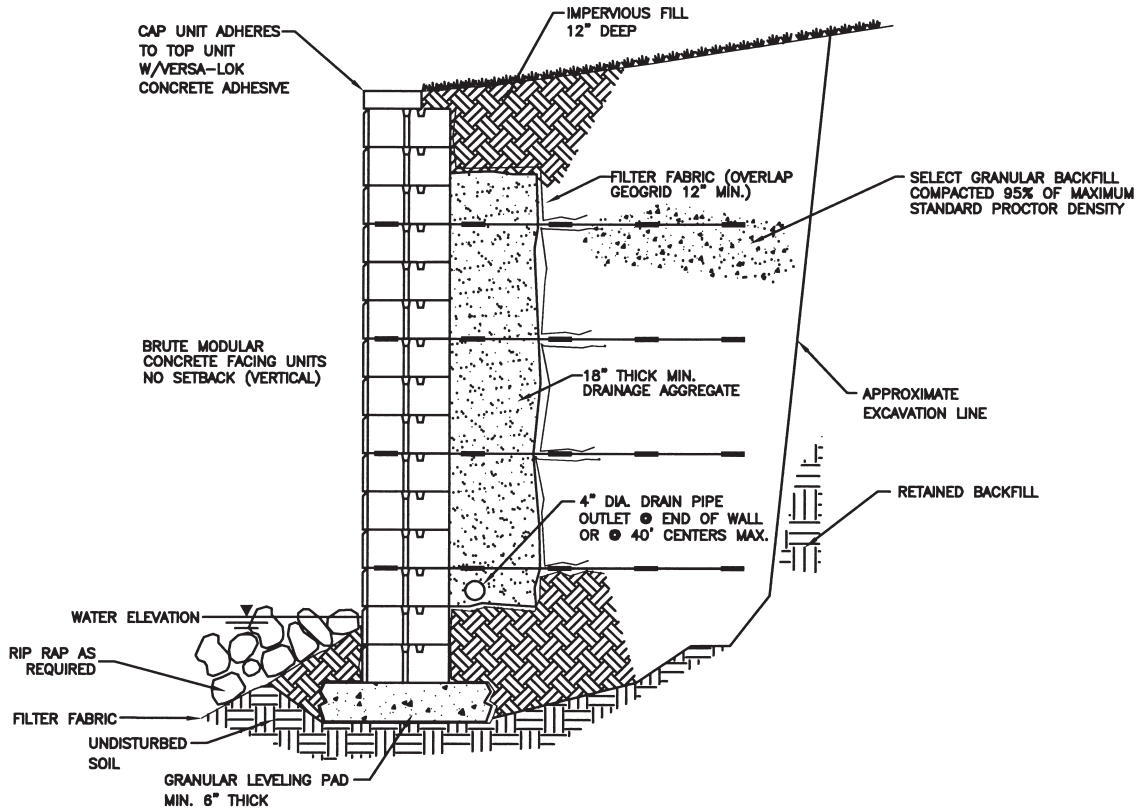 CAP UNIT ADHERES
TO TOP UNIT
W/VERSA-LOK
CONCRETE ADHESIVE
IMPERVIOUS FILL
12" DEEP
FILTER FABRIC (OVERLAP
GEOGRID 12" MIN.)
SELECT GRANULAR BACKFILL
COMPACTED 95% OF MAXIMUM
STANDARD PROCTOR DENSITY
BRUTE MODULAR
CONCRETE FACING UNITS
NO SETBACK (VERTICAL)
18" THICK MIN.
DRAINAGE AGGREGATE
APPROXIMATE
EXCAVATION LINE
4" DIA. DRAIN PIPE
OUTLET @ END OF WALL
OR @ 40' CENTERS MAX.
RETAINED BACKFILL
WATER ELEVATION
RIP RAP AS
REQUIRED
FILTER FABRIC
UNDISTURBED
SOIL
GRANULAR LEVELING PAD
MIN. 6" THICK